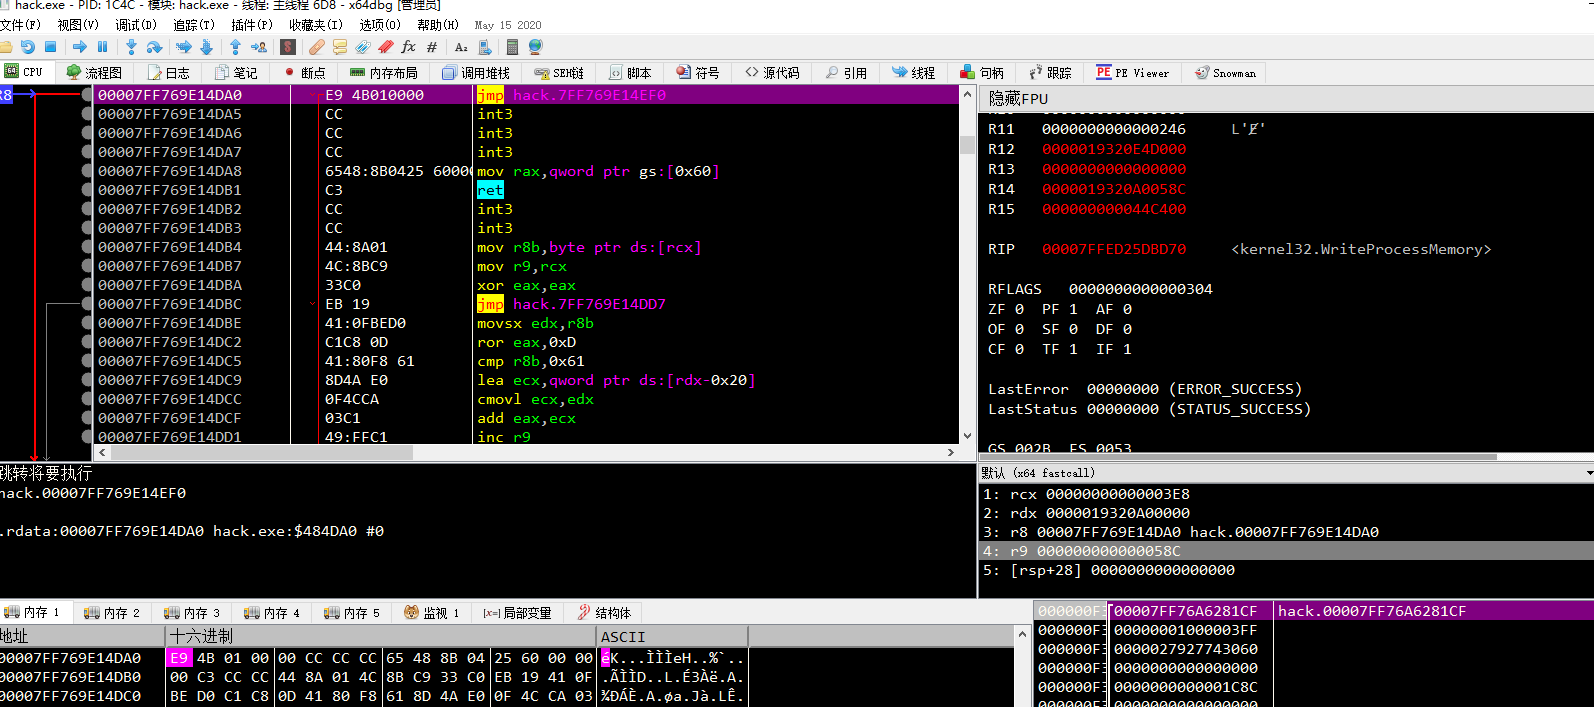 hack.exe - PID: 1C4C - 模块: hack.exe - 线程: 主线程 6D8 - x64dbg [管理员]
文件(F) 视图(V) 调试(D) 追踪(T) 插件(P) 收藏夹(I) 选项(O) 帮助(H) May 15 2020
CPU 流程图 日志 笔记 断点 内存布局 调用堆栈 SEH链 脚本 符号 源代码 引用 线程 句柄 跟踪 PE PE Viewer Snowman
R8
00007FF769E14DA0 E9 4B010000 jmp hack.7FF769E14EF0
00007FF769E14DA5 CC int3
00007FF769E14DA6 CC int3
00007FF769E14DA7 CC int3
00007FF769E14DA8 6548:8B0425 60000 mov rax,qword ptr gs:[0x60]
00007FF769E14DB1 C3 ret
00007FF769E14DB2 CC int3
00007FF769E14DB3 CC int3
00007FF769E14DB4 44:8A01 mov r8b,byte ptr ds:[rcx]
00007FF769E14DB7 4C:8BC9 mov r9,rcx
00007FF769E14DBA 33C0 xor eax,eax
00007FF769E14DBC EB 19 jmp hack.7FF769E14DD7
00007FF769E14DBE 41:0FBED0 movsx edx,r8b
00007FF769E14DC2 C1C8 0D ror eax,0xD
00007FF769E14DC5 41:80F8 61 cmp r8b,0x61
00007FF769E14DC9 8D4A E0 lea ecx,qword ptr ds:[rdx-0x20]
00007FF769E14DCC 0F4CCA cmovl ecx,edx
00007FF769E14DCF 03C1 add eax,ecx
00007FF769E14DD1 49:FFC1 inc r9
隐藏FPU
R11 0000000000000246 L'Ɇ'
R12 0000019320E4D000
R13 0000000000000000
R14 0000019320A0058C
R15 000000000044C400
RIP 00007FFED25DBD70 <kernel32.WriteProcessMemory>
RFLAGS 0000000000000304
ZF 0 PF 1 AF 0
OF 0 SF 0 DF 0
CF 0 TF 1 IF 1
LastError 00000000 (ERROR_SUCCESS)
LastStatus 00000000 (STATUS_SUCCESS)
GS 002B FS 0053
跳转将要执行
hack.00007FF769E14EF0
.rdata:00007FF769E14DA0 hack.exe:$484DA0 #0
默认 (x64 fastcall)
1: rcx 00000000000003E8
2: rdx 0000019320A00000
3: r8 00007FF769E14DA0 hack.00007FF769E14DA0
4: r9 000000000000058C
5: [rsp+28] 0000000000000000
内存 1 内存 2 内存 3 内存 4 内存 5 监视 1 [x=] 局部变量 结构体
地址 十六进制 ASCII
00007FF769E14DA0 E9 4B 01 00 00 CC CC CC 65 48 8B 04 25 60 00 00 éK...ÌÌÌeH..%`..
00007FF769E14DB0 00 C3 CC CC 44 8A 01 4C 8B C9 33 C0 EB 19 41 0F .ÃÌÌD..L.É3Àë.A.
00007FF769E14DC0 BE D0 C1 C8 0D 41 80 F8 61 8D 4A E0 0F 4C CA 03 ¾ÐÁÈ.A.øa.Jà.LÊ.
000000F3 00007FF76A6281CF hack.00007FF76A6281CF
000000F3 00000001000003FF
000000F3 0000027927743060
000000F3 0000000000000000
000000F3 0000000000001C8C